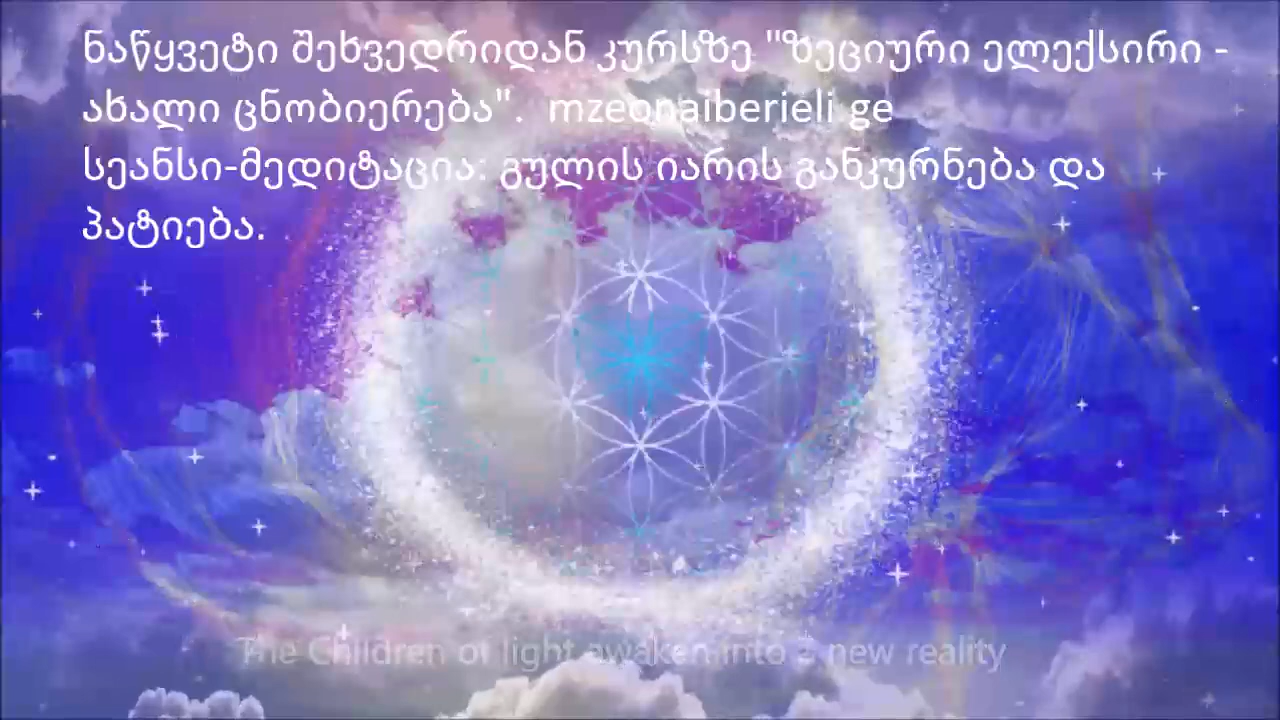 ნაწყვეტი შეხვედრიდან კურსზე "ზეციური ელექსირი -
ახალი ცნობიერება". mzeonaiberieli ge
სეანსი-მედიტაცია: გულის იარის განკურნება და
პატიება.
The Children of light awaken into a new reality